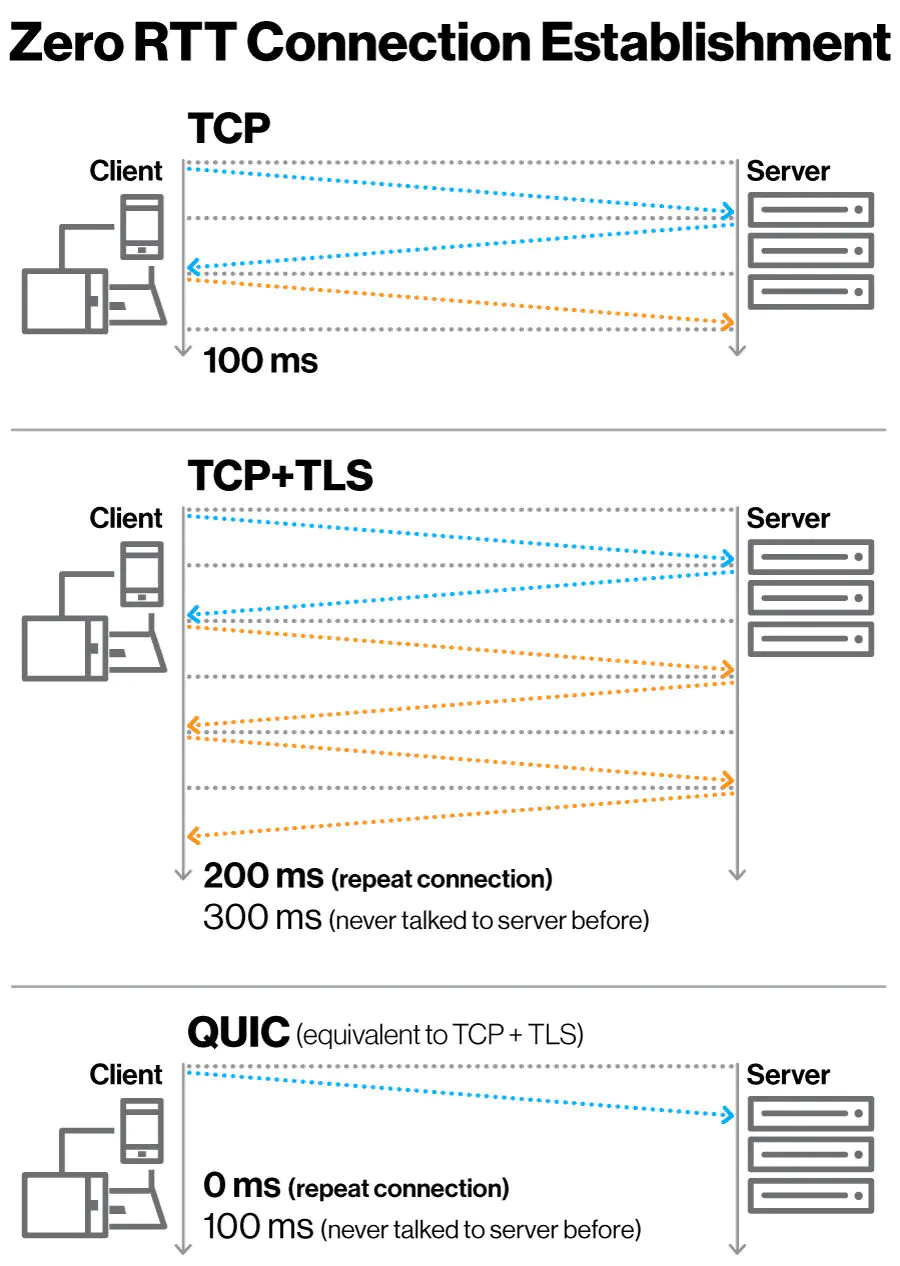 Zero RTT Connection Establishment
TCP
Client
Server
100 ms
TCP+TLS
Client
Server
200 ms (repeat connection)
300 ms (never talked to server before)
QUIC (equivalent to TCP + TLS)
Client
Server
0 ms (repeat connection)
100 ms (never talked to server before)